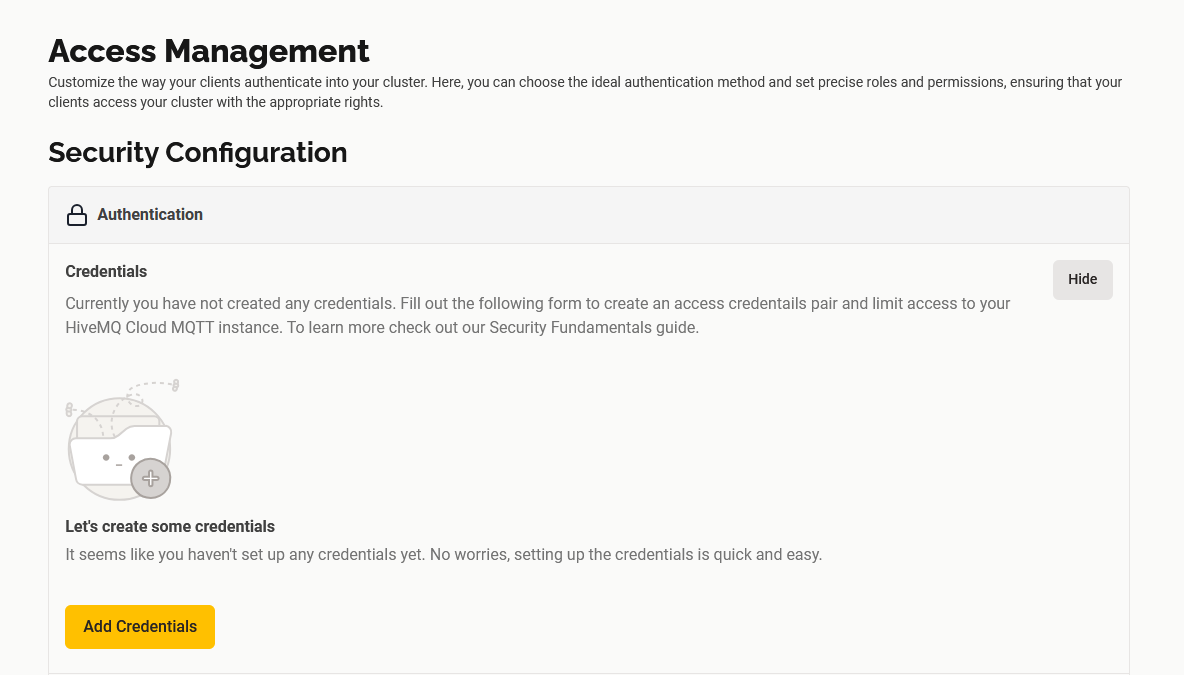 Access Management
Customize the way your clients authenticate into your cluster. Here, you can choose the ideal authentication method and set precise roles and permissions, ensuring that your
clients access your cluster with the appropriate rights.
Security Configuration
Authentication
Credentials
Hide
Currently you have not created any credentials. Fill out the following form to create an access credentails pair and limit access to your
HiveMQ Cloud MQTT instance. To learn more check out our Security Fundamentals guide.
Let's create some credentials
It seems like you haven't set up any credentials yet. No worries, setting up the credentials is quick and easy.
Add Credentials